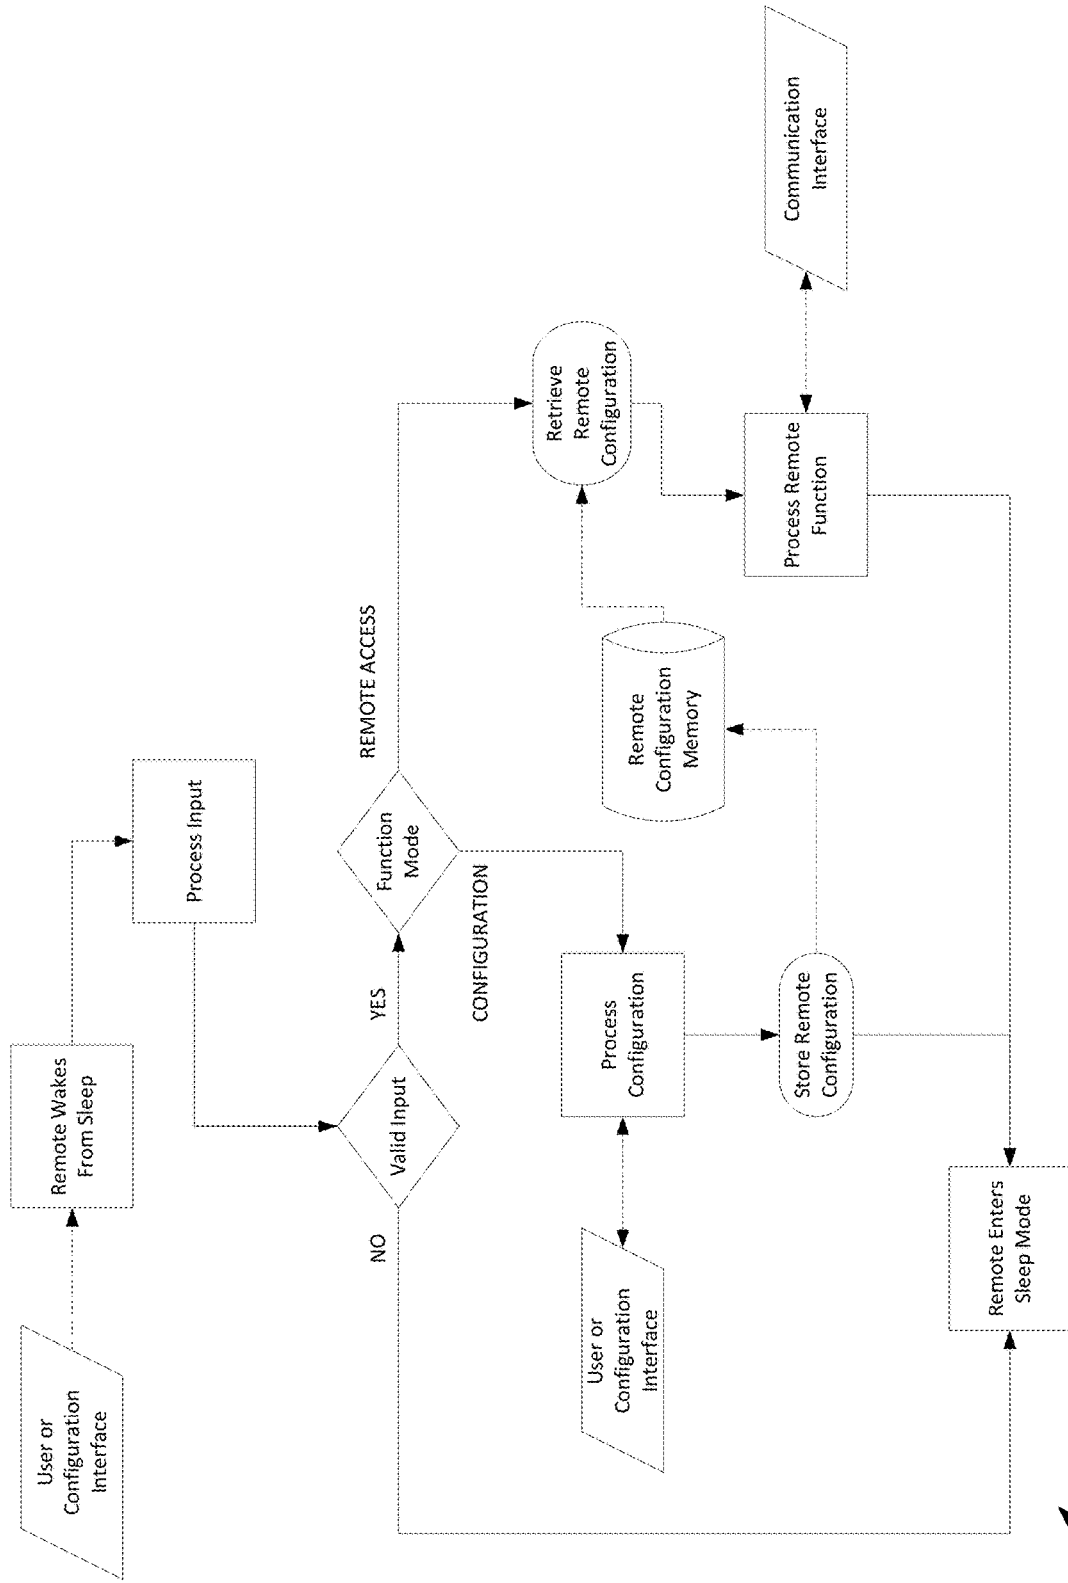 User or
Configuration
Interface
Remote Wakes
From Sleep
Process Input
Valid Input
NO
YES
Function
Mode
REMOTE ACCESS
CONFIGURATION
User or
Configuration
Interface
Process
Configuration
Store Remote
Configuration
Remote
Configuration
Memory
Retrieve
Remote
Configuration
Process Remote
Function
Communication
Interface
Remote Enters
Sleep Mode